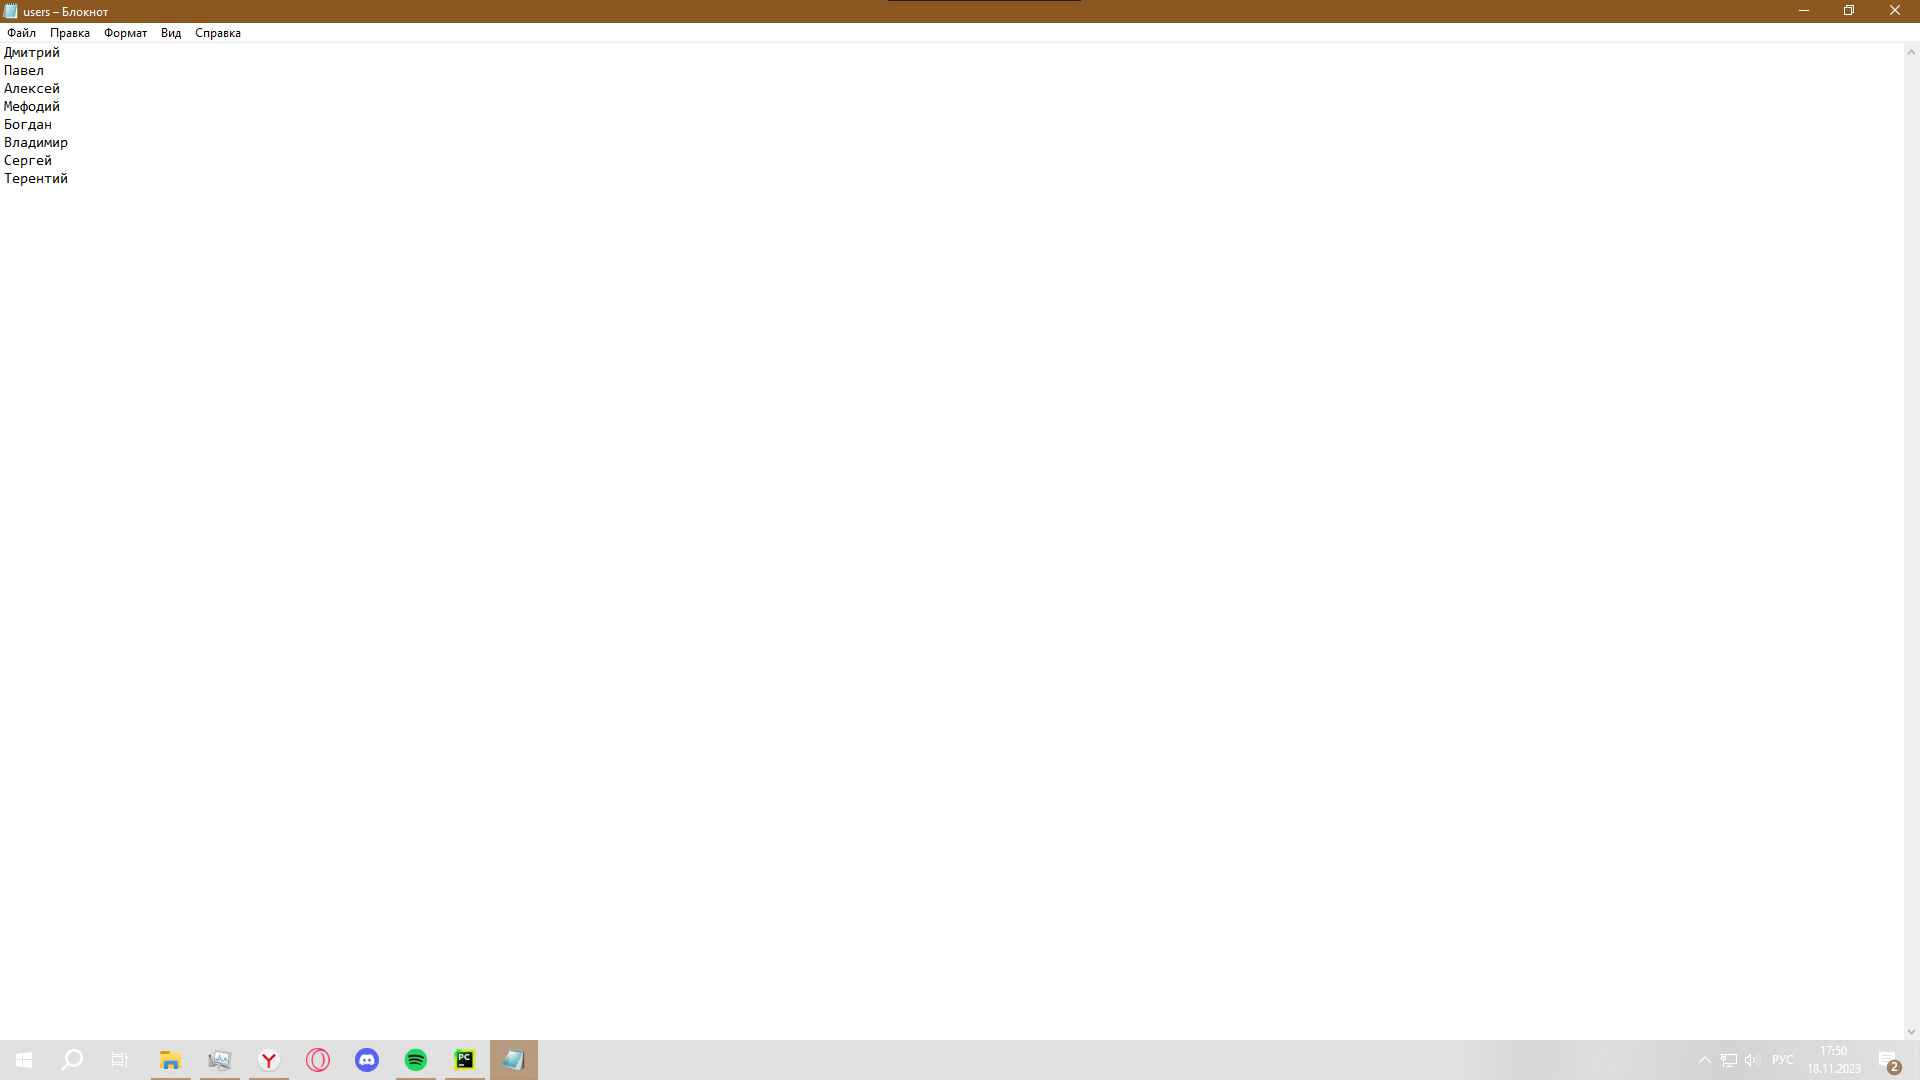 users – Блокнот
Файл Правка Формат Вид Справка
Дмитрий
Павел
Алексей
Мефодий
Богдан
Владимир
Сергей
Терентий
PC
РУС
17:50
18.11.2023
2